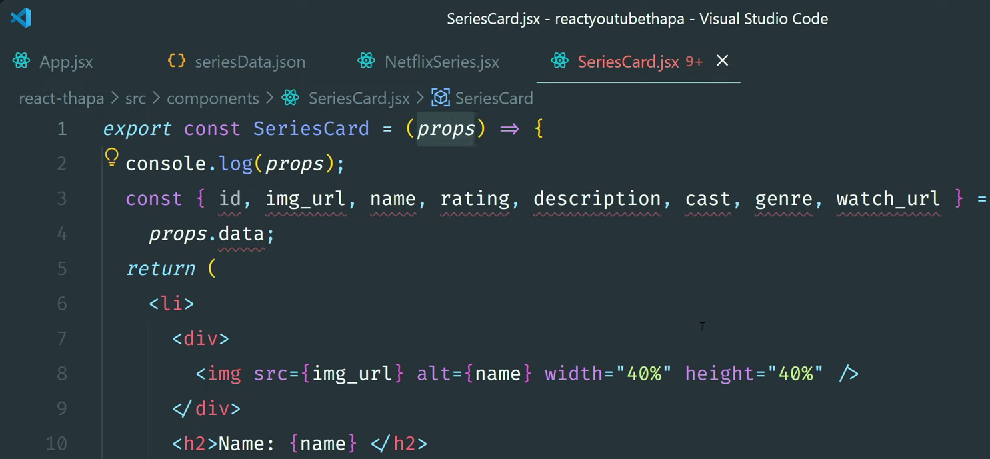 SeriesCard.jsx - reactyoutubethapa - Visual Studio Code
App.jsx {} seriesData.json NetflixSeries.jsx SeriesCard.jsx 9+ ×
react-thapa > src > components > SeriesCard.jsx > SeriesCard
1 export const SeriesCard = (props) => {
2 console.log(props);
3 const { id, img_url, name, rating, description, cast, genre, watch_url } =
4 props.data;
5 return (
6 <li>
7 <div>
8 <img src={img_url} alt={name} width="40%" height="40%" />
9 </div>
10 <h2>Name: {name} </h2>